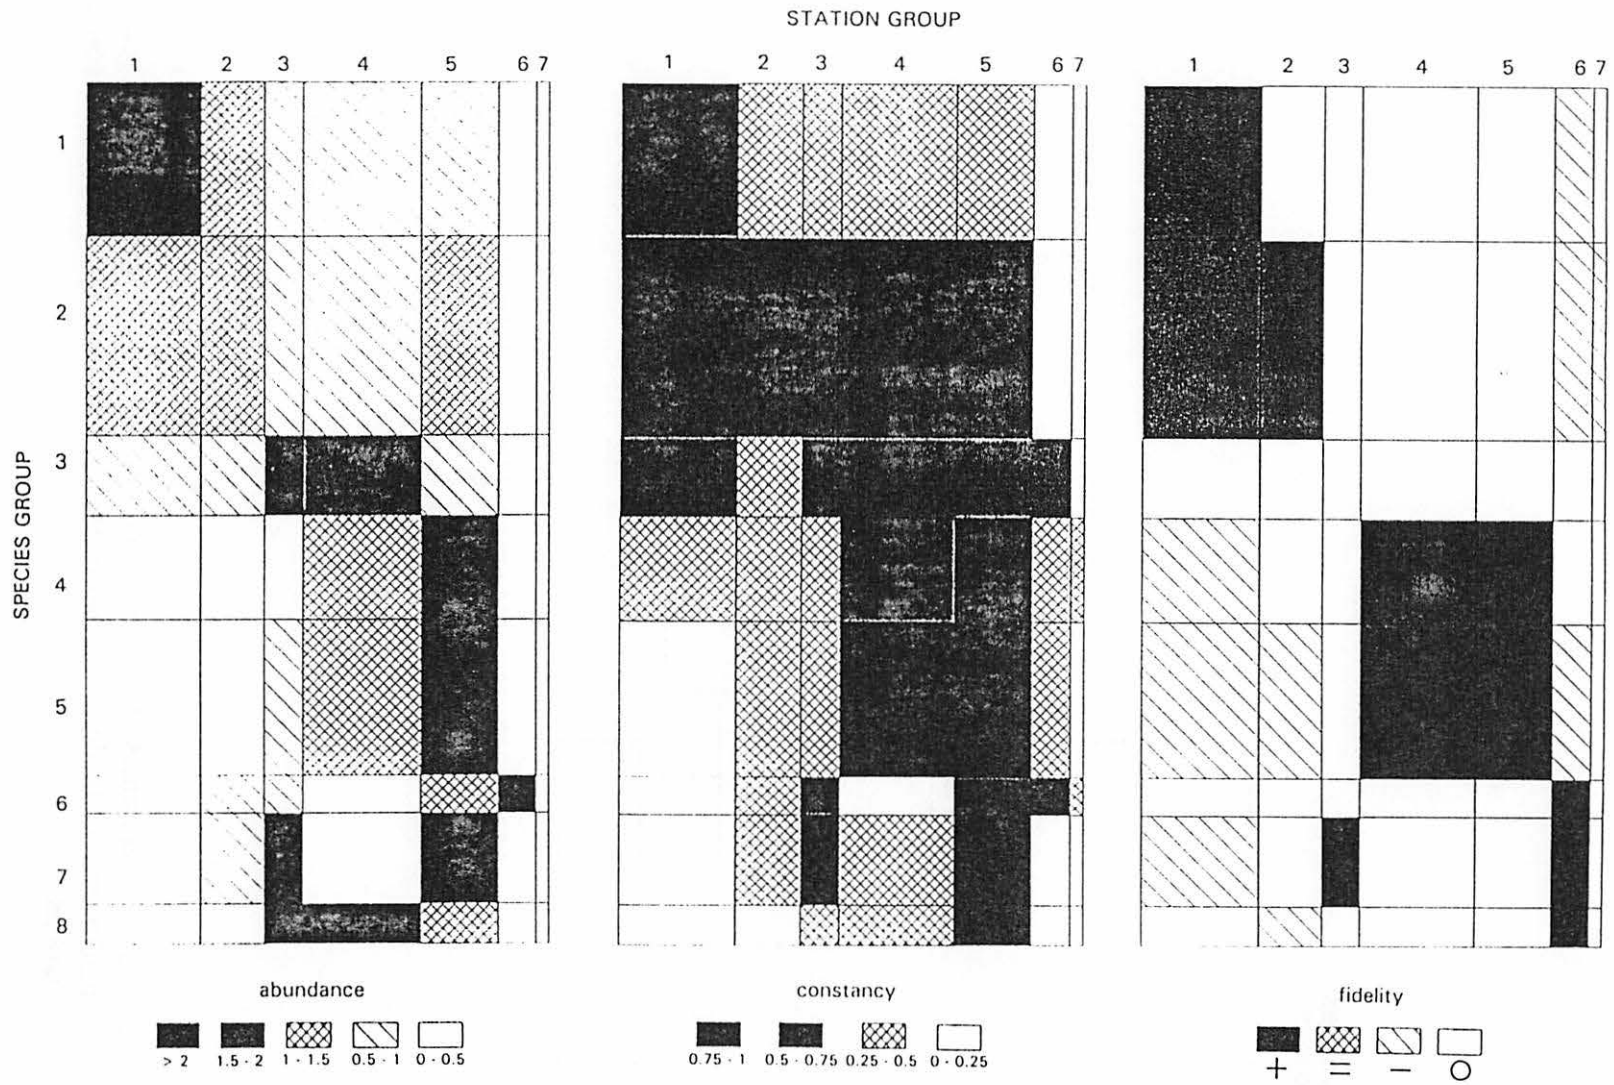 STATION GROUP
1 2 3 4 5 6 7 1 2 3 4 5 6 7 1 2 3 4 5 6 7
1
2
3
4
5
6
7
8
SPECIES GROUP
abundance constancy fidelity
> 2 1.5 - 2 1 - 1.5 0.5 - 1 0 - 0.5 0.75 - 1 0.5 - 0.75 0.25 - 0.5 0 - 0.25 + = − O